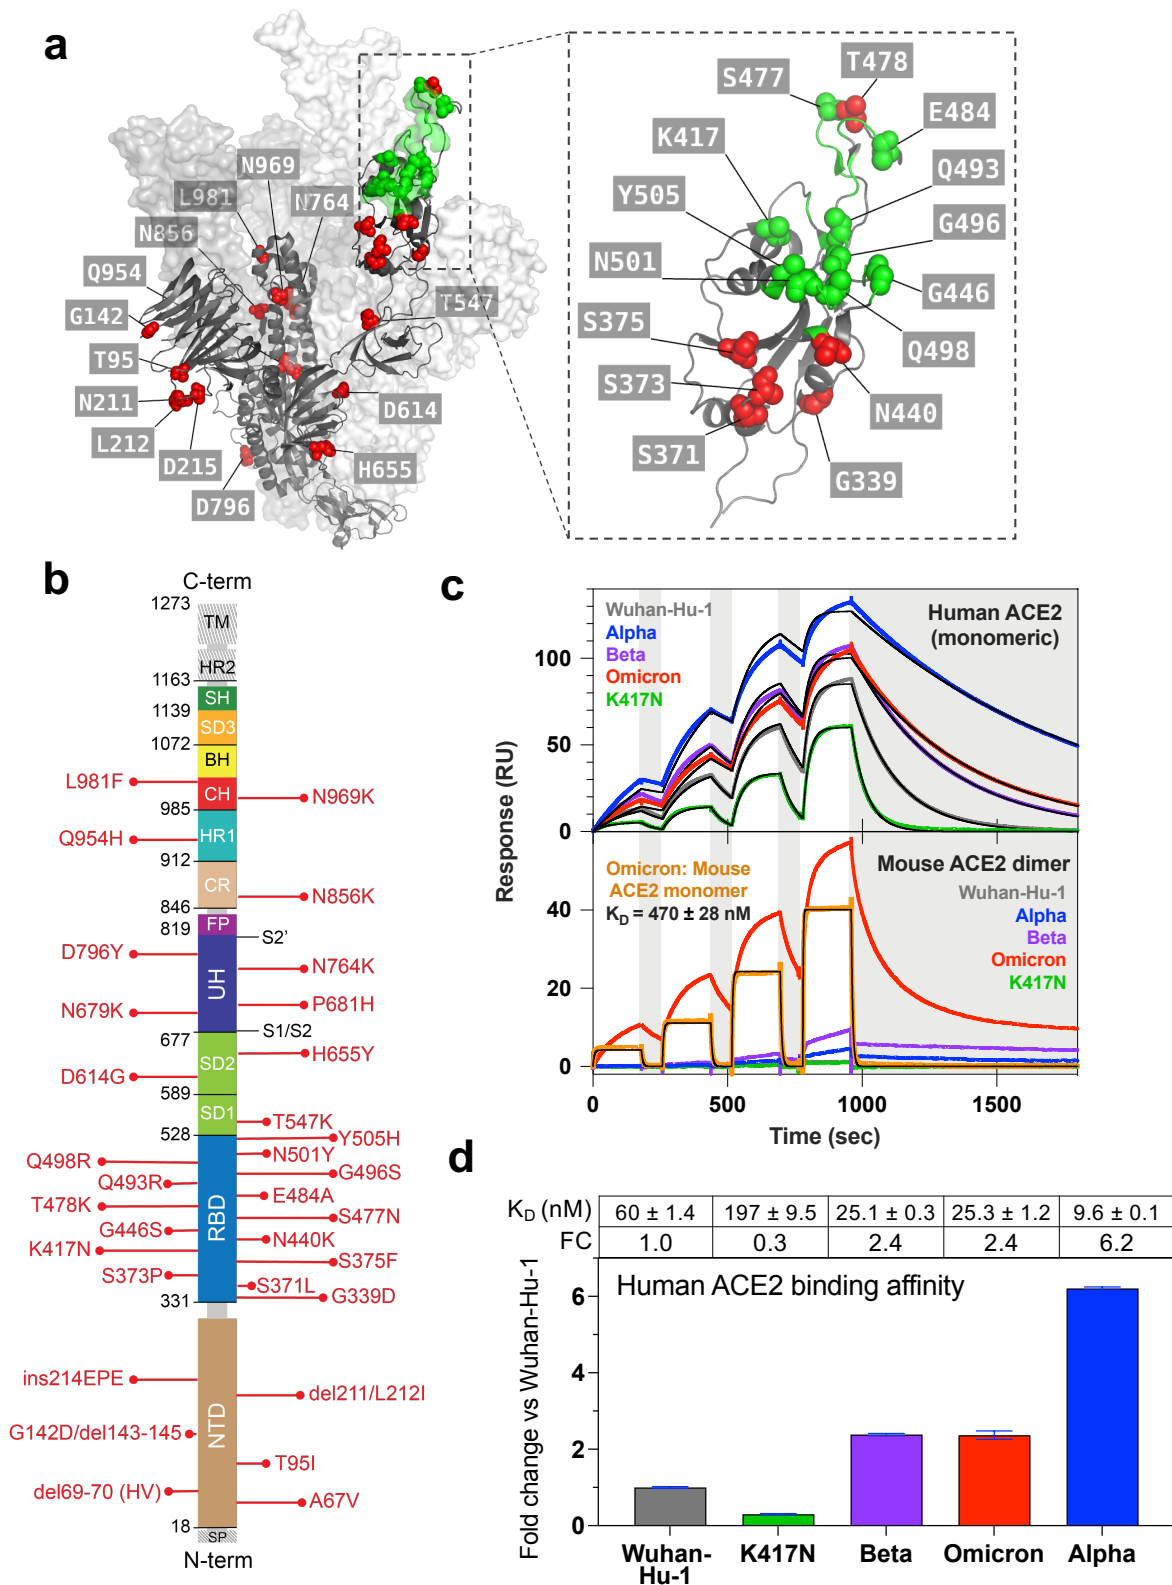 a
N969
L981
N764
N856
Q954
G142
T95
N211
L212
D215
D796
T547
D614
H655
T478
S477
E484
K417
Q493
Y505
G496
N501
G446
S375
Q498
S373
N440
S371
G339
b
C-term
1273
TM
HR2
1163
SH
1139
SD3
1072
BH
L981F
CH
N969K
985
Q954H
HR1
912
CR
N856K
846
FP
819
S2'
D796Y
UH
N764K
N679K
P681H
S1/S2
677
H655Y
SD2
D614G
589
SD1
T547K
528
Y505H
N501Y
Q498R
G496S
Q493R
E484A
T478K
RBD
S477N
G446S
N440K
K417N
S375F
S373P
S371L
331
G339D
ins214EPE
del211/L212I
NTD
G142D/del143-145
T95I
del69-70 (HV)
A67V
18
SP
N-term
c
Wuhan-Hu-1
Alpha
Beta
Omicron
K417N
Human ACE2
(monomeric)
100
50
0
Response (RU)
Omicron: Mouse
ACE2 monomer
KD = 470 ± 28 nM
Mouse ACE2 dimer
Wuhan-Hu-1
Alpha
Beta
Omicron
K417N
40
20
0
0 500 1000 1500
Time (sec)
d
KD (nM) 60 ± 1.4 197 ± 9.5 25.1 ± 0.3 25.3 ± 1.2 9.6 ± 0.1
FC 1.0 0.3 2.4 2.4 6.2
Human ACE2 binding affinity
Fold change vs Wuhan-Hu-1
6
4
2
0
Wuhan-
Hu-1
K417N
Beta
Omicron
Alpha